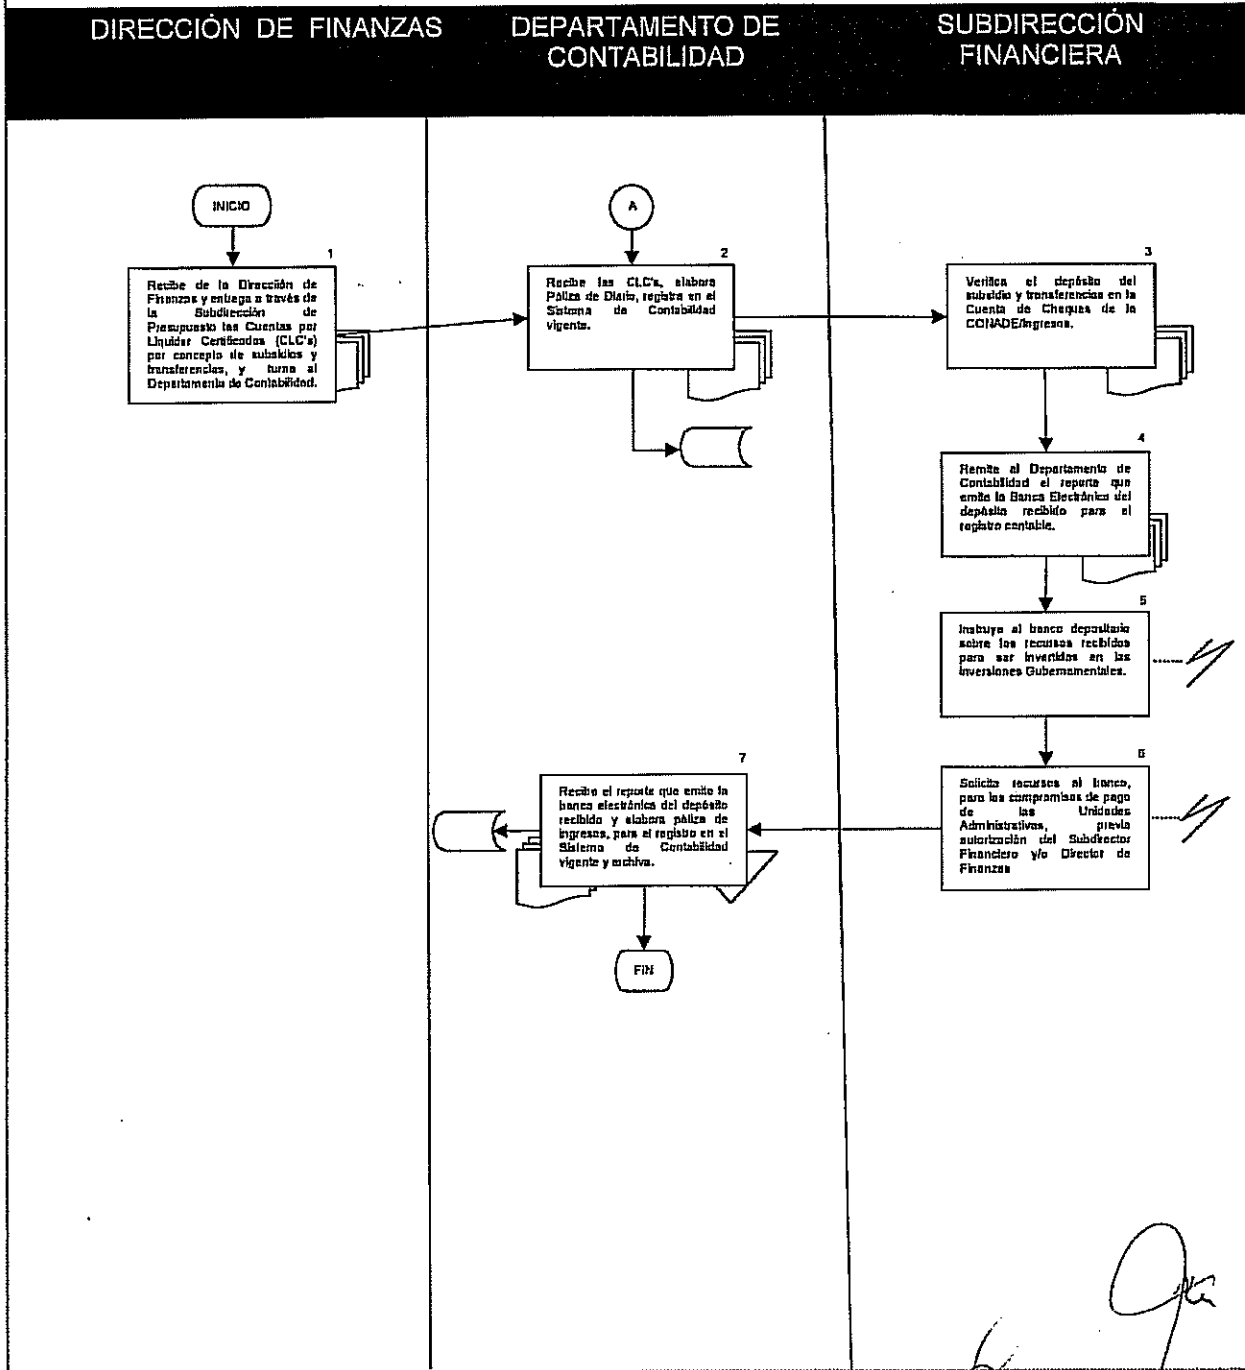 DIRECCIÓN DE FINANZAS
DEPARTAMENTO DE
CONTABILIDAD
SUBDIRECCIÓN
FINANCIERA
INICIO
1
Recibe de la Dirección de
Finanzas y entrega a través de
la Subdirección de
Presupuesto las Cuentas por
Liquidar Certificadas (CLC's)
por concepto de subsidios y
transferencias, y turna al
Departamento de Contabilidad.
A
2
Recibe las CLC's, elabora
Póliza de Diario, registra en el
Sistema de Contabilidad
vigente.
3
Verifica el depósito del
subsidio y transferencias en la
Cuenta de Cheques de la
CONADE/Ingresos.
4
Remite al Departamento de
Contabilidad el reporte que
emite la Banca Electrónica del
depósito recibido para el
registro contable.
5
Instruye al banco depositario
sobre los recursos recibidos
para ser invertidos en las
inversiones Gubernamentales.
6
Solicita recursos al banco,
para los compromisos de pago
de las Unidades
Administrativas, previa
autorización del Subdirector
Financiero y/o Director de
Finanzas
7
Recibe el reporte que emite la
banca electrónica del depósito
recibido y elabora póliza de
ingresos, para el registro en el
Sistema de Contabilidad
vigente y archiva.
FIN